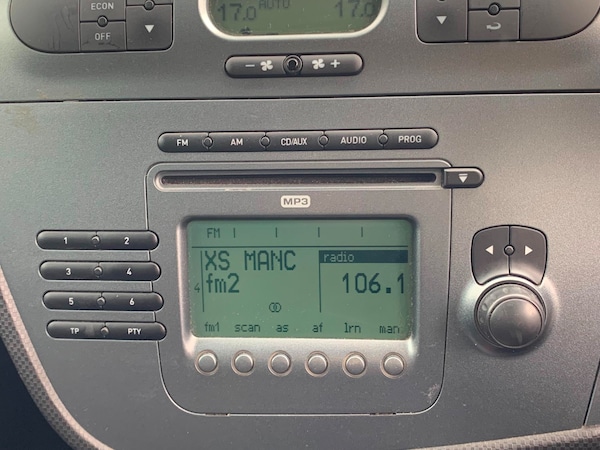 ECON
OFF
17.0 AUTO 17.0
− +
FM AM CD/AUX AUDIO PROG
MP3
1 2
3 4
5 6
TP PTY
FM
XS MANC radio
4 fm2 106.1
fm1 scan as af lrn man